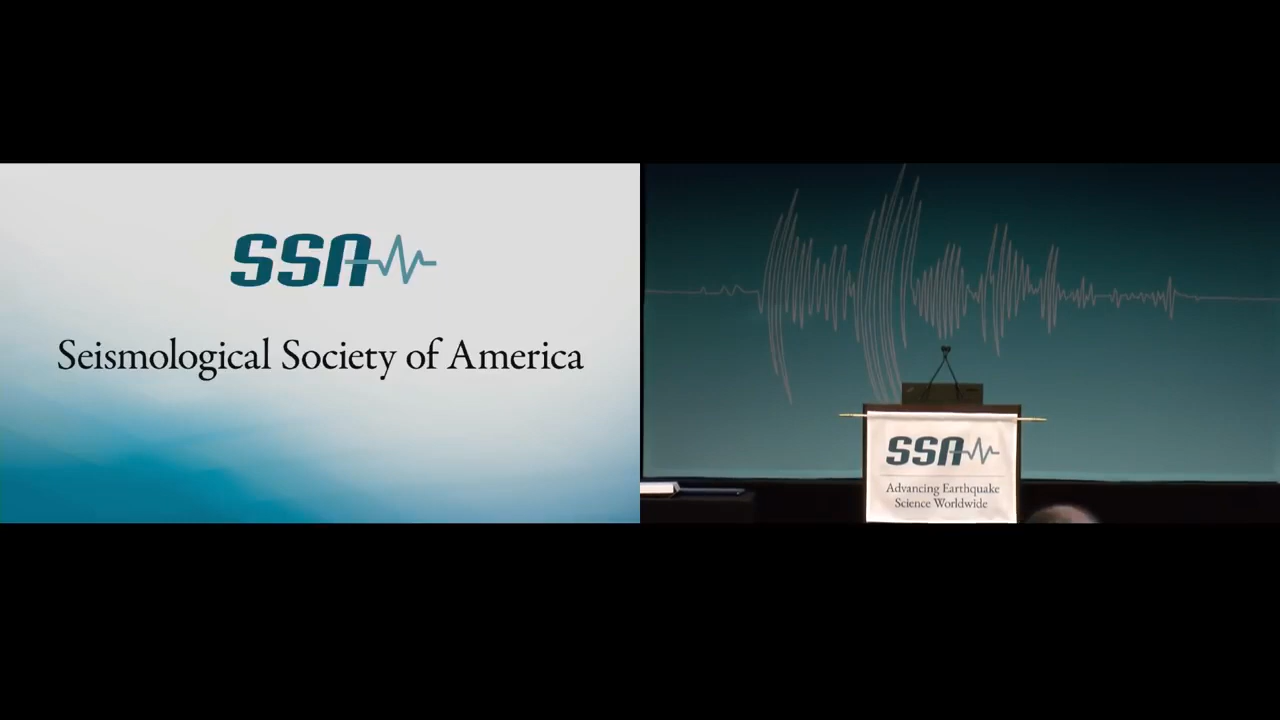 SSA
Seismological Society of America
SSA
Advancing Earthquake
Science Worldwide